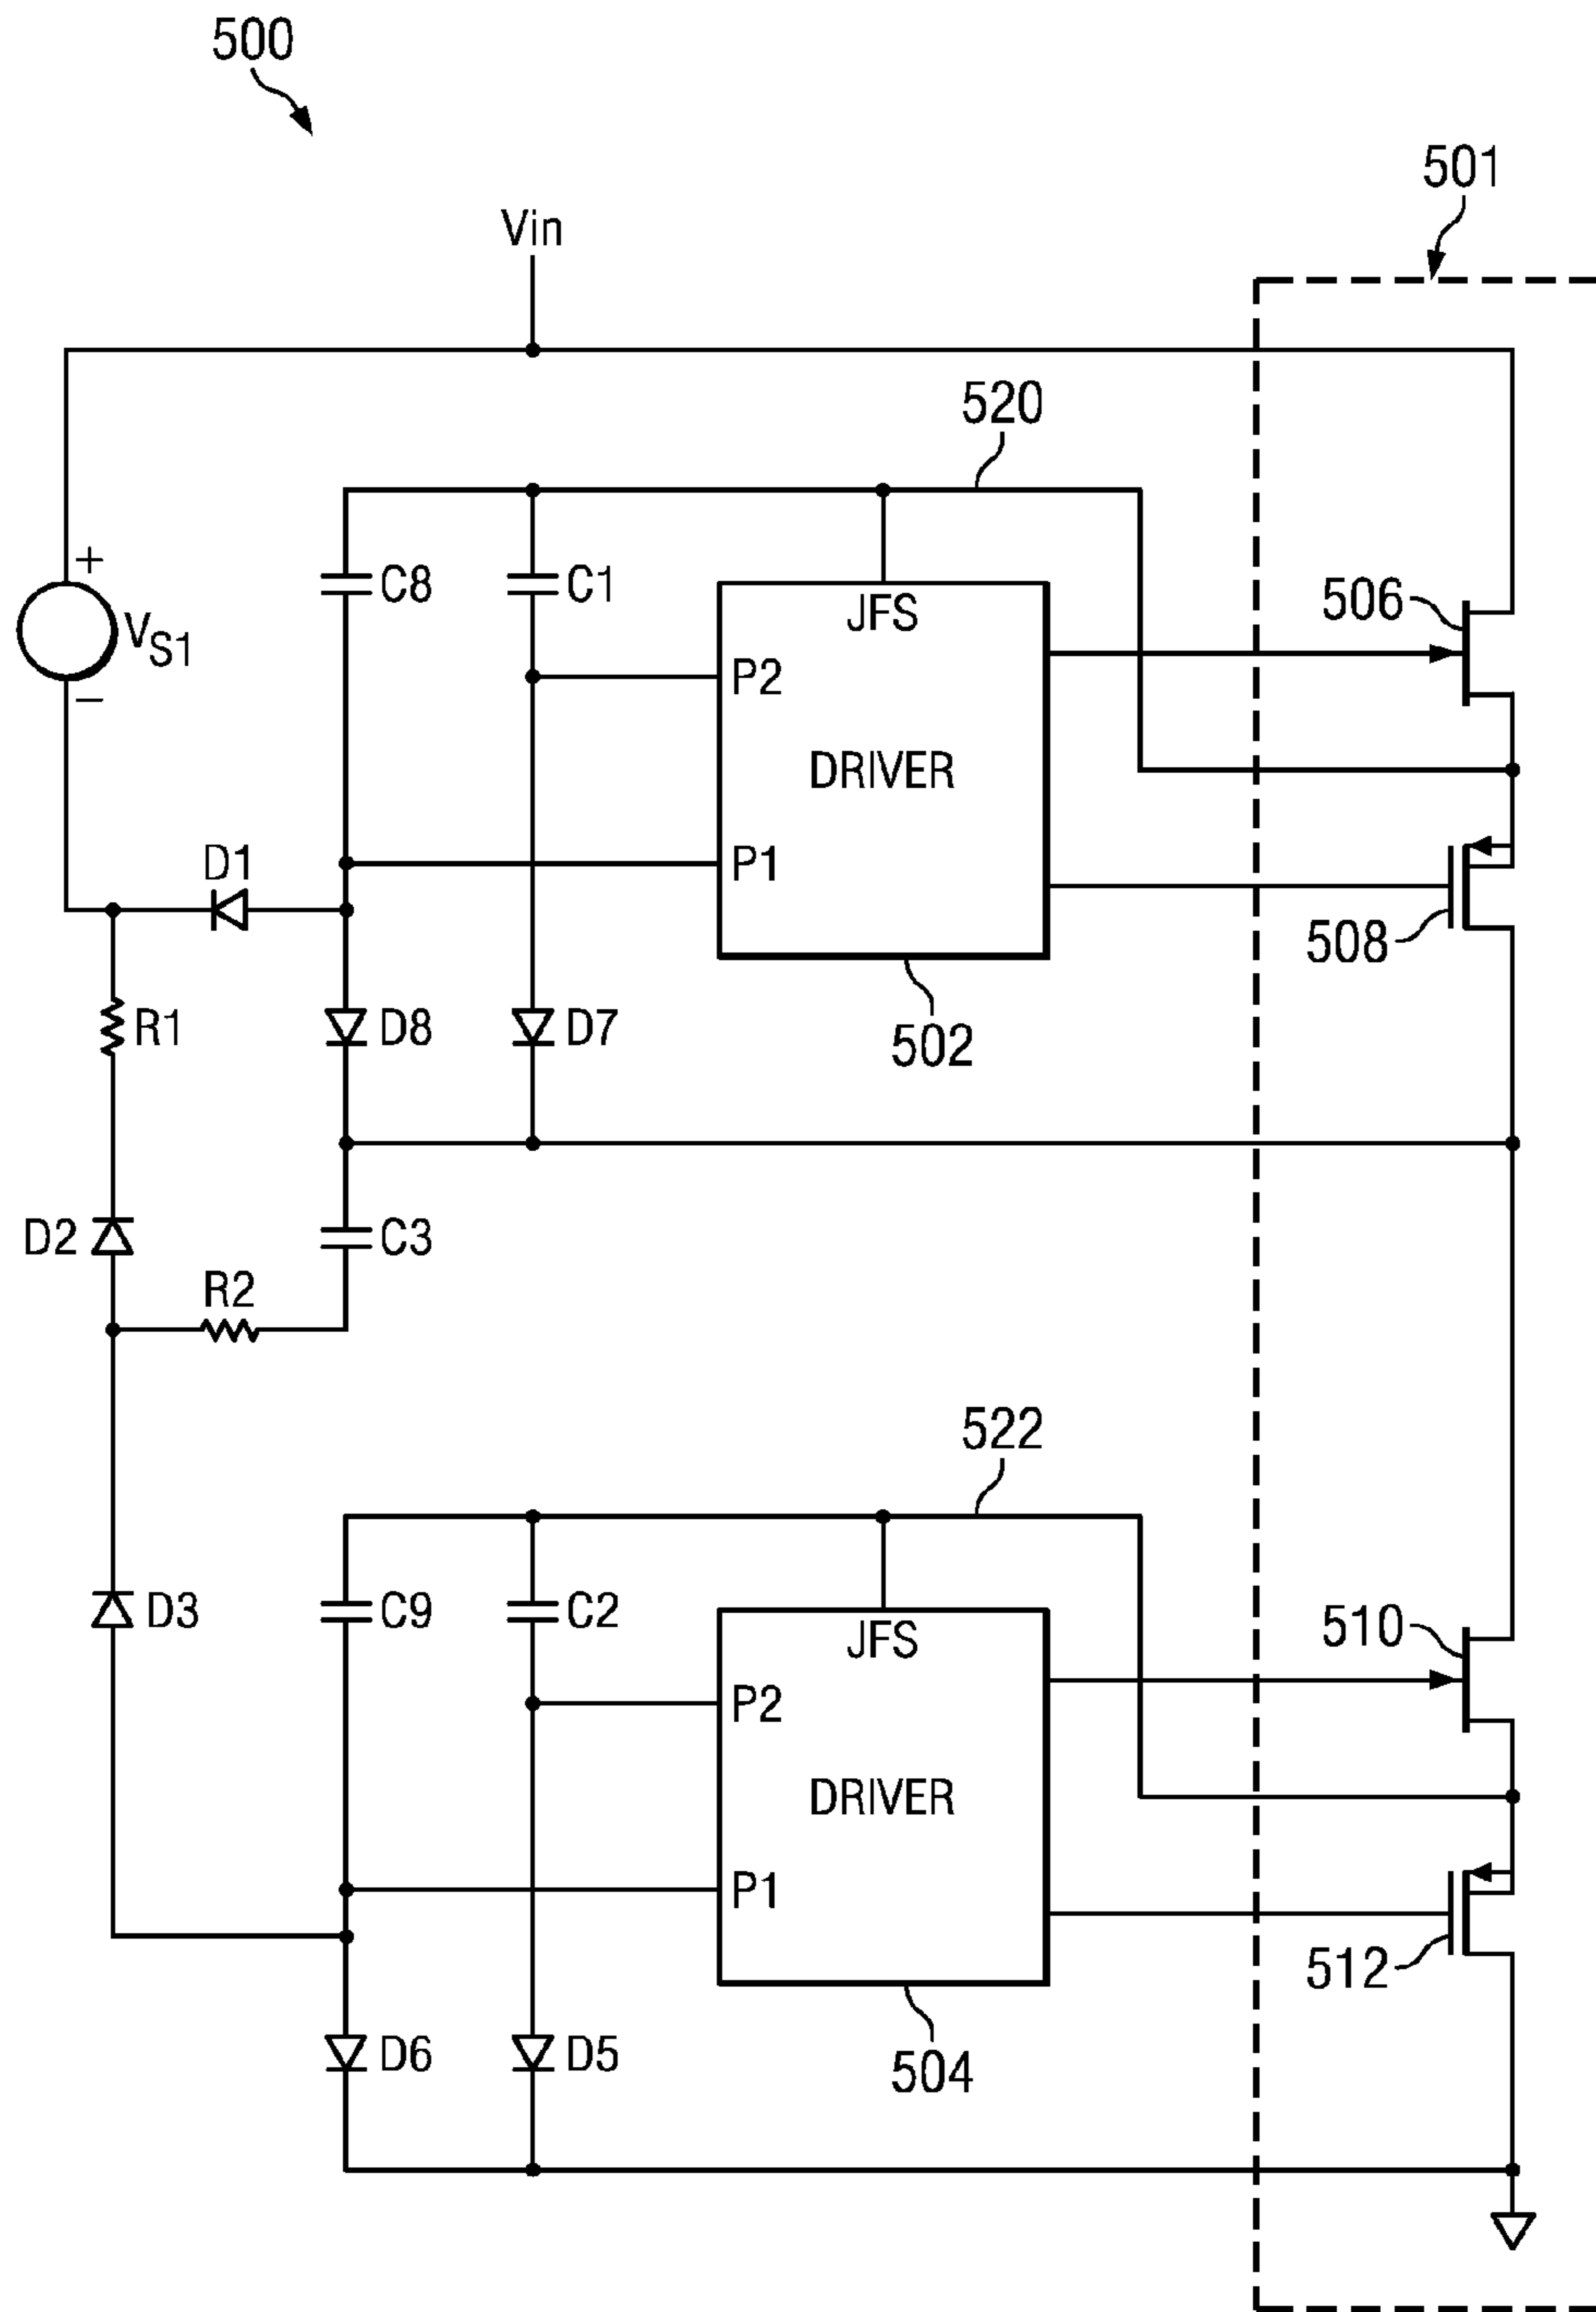 500
501
Vin
520
+
C8
C1
JFS
506
VS1
P2
−
DRIVER
D1
P1
508
R1
D8
D7
502
D2
C3
R2
522
D3
C9
C2
JFS
510
P2
DRIVER
P1
512
D6
D5
504